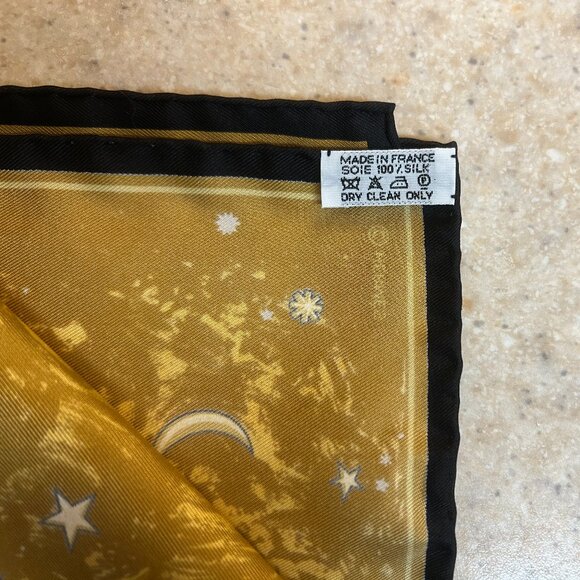 MADE IN FRANCE
SOIE 100% SILK
DRY CLEAN ONLY
©